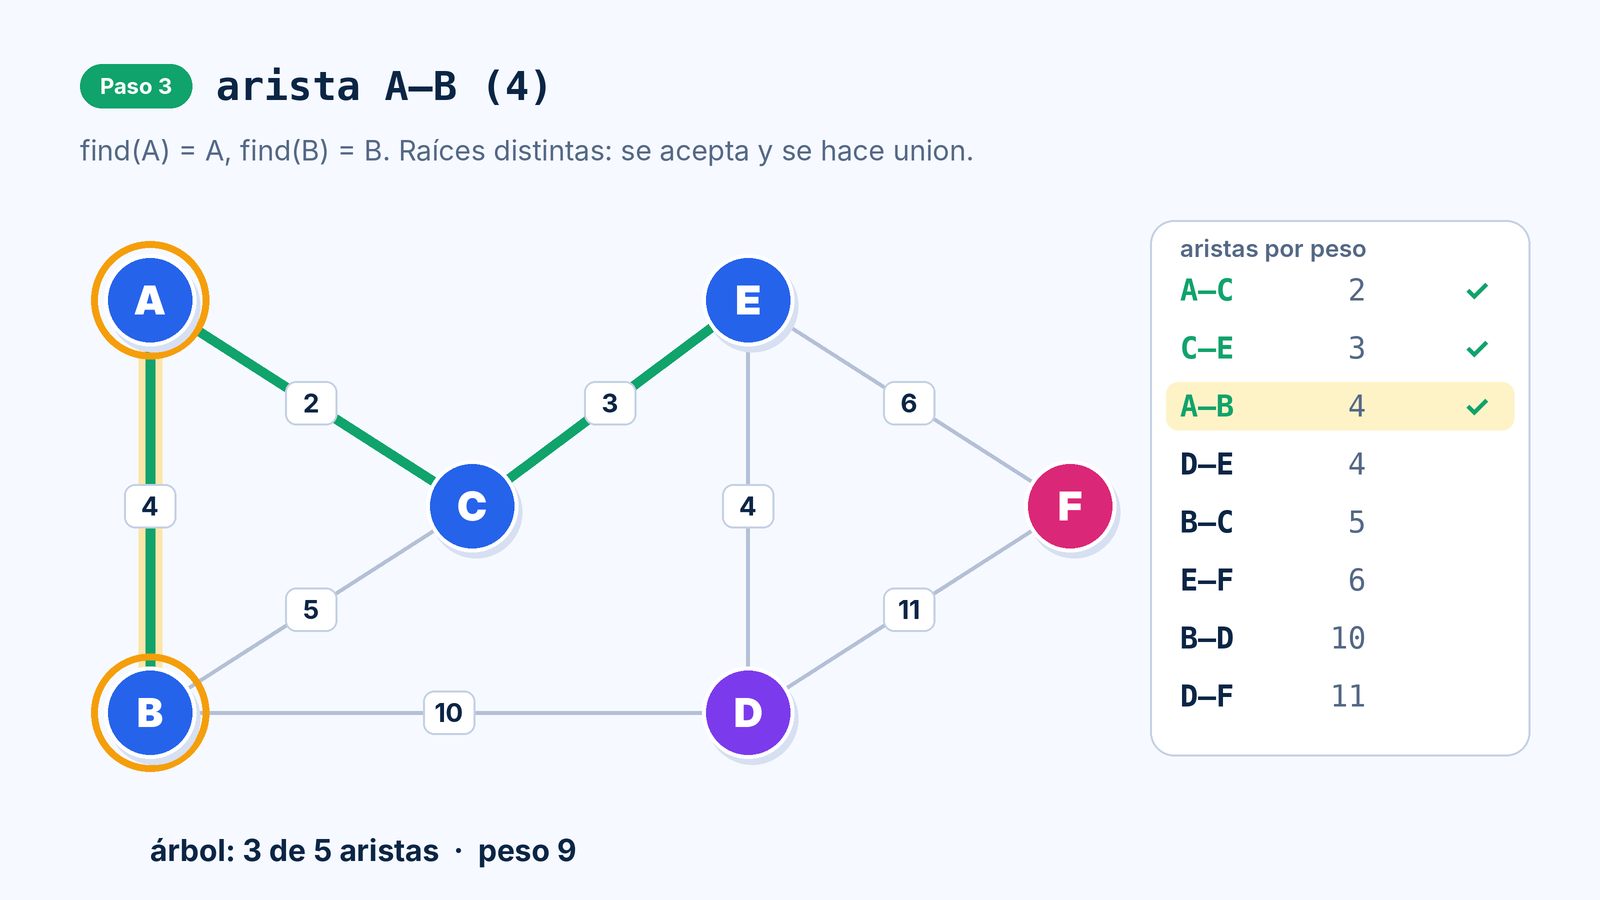 Paso 3
arista A–B (4)
find(A) = A, find(B) = B. Raíces distintas: se acepta y se hace union.
A
E
2
3
6
4
C
4
F
5
11
B
10
D
aristas por peso
A–C 2 ✓
C–E 3 ✓
A–B 4 ✓
D–E 4
B–C 5
E–F 6
B–D 10
D–F 11
árbol: 3 de 5 aristas · peso 9